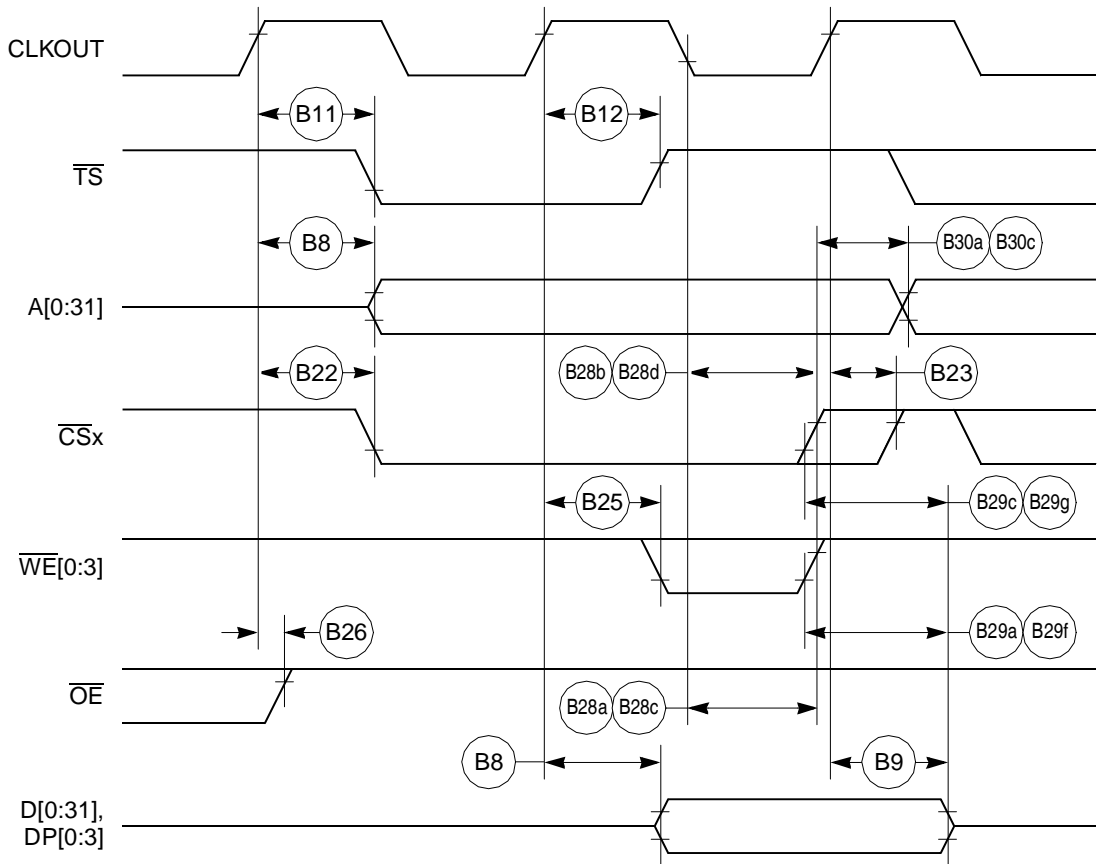 CLKOUT
B11
B12
TS
B8
B30a B30c
A[0:31]
B22
B28b B28d
B23
CSx
B25
B29c B29g
WE[0:3]
B26
B29a B29f
OE
B28a B28c
B8
B9
D[0:31],
DP[0:3]